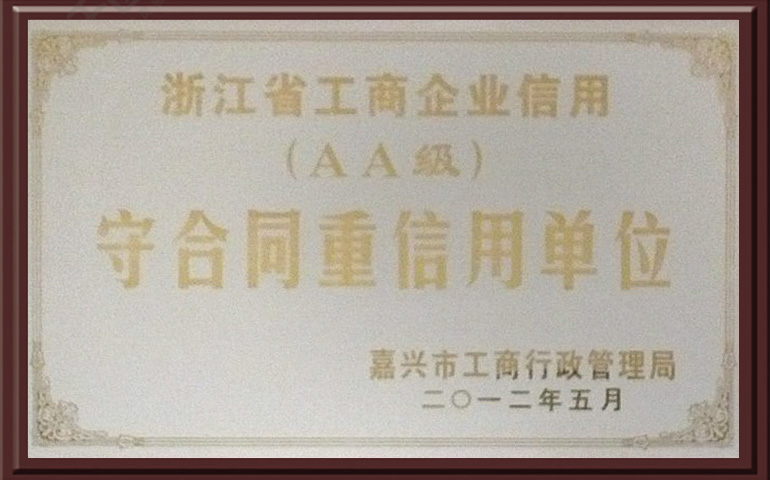 浙江省工商企业信用
(AA级)
守合同重信用单位
嘉兴市工商行政管理局
二〇一二年五月